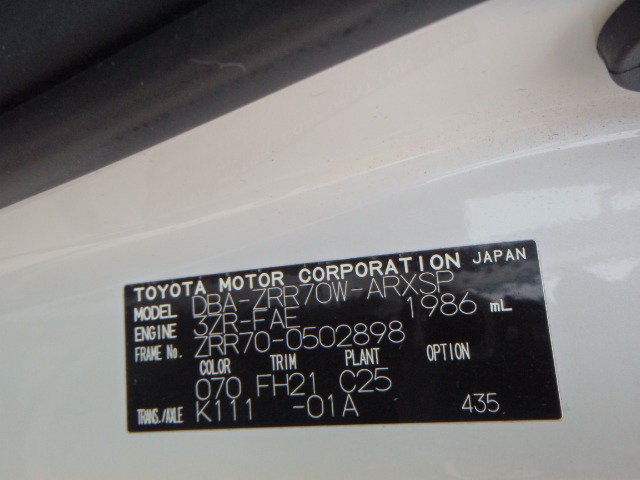 TOYOTA MOTOR CORPORATION JAPAN
MODEL DBA-ZRR70W-ARXSP
ENGINE 3ZR-FAE 1986 mL
FRAME No. ZRR70-0502898
COLOR TRIM PLANT OPTION
070 FH21 C25
TRANS./AXLE K111 -01A 435